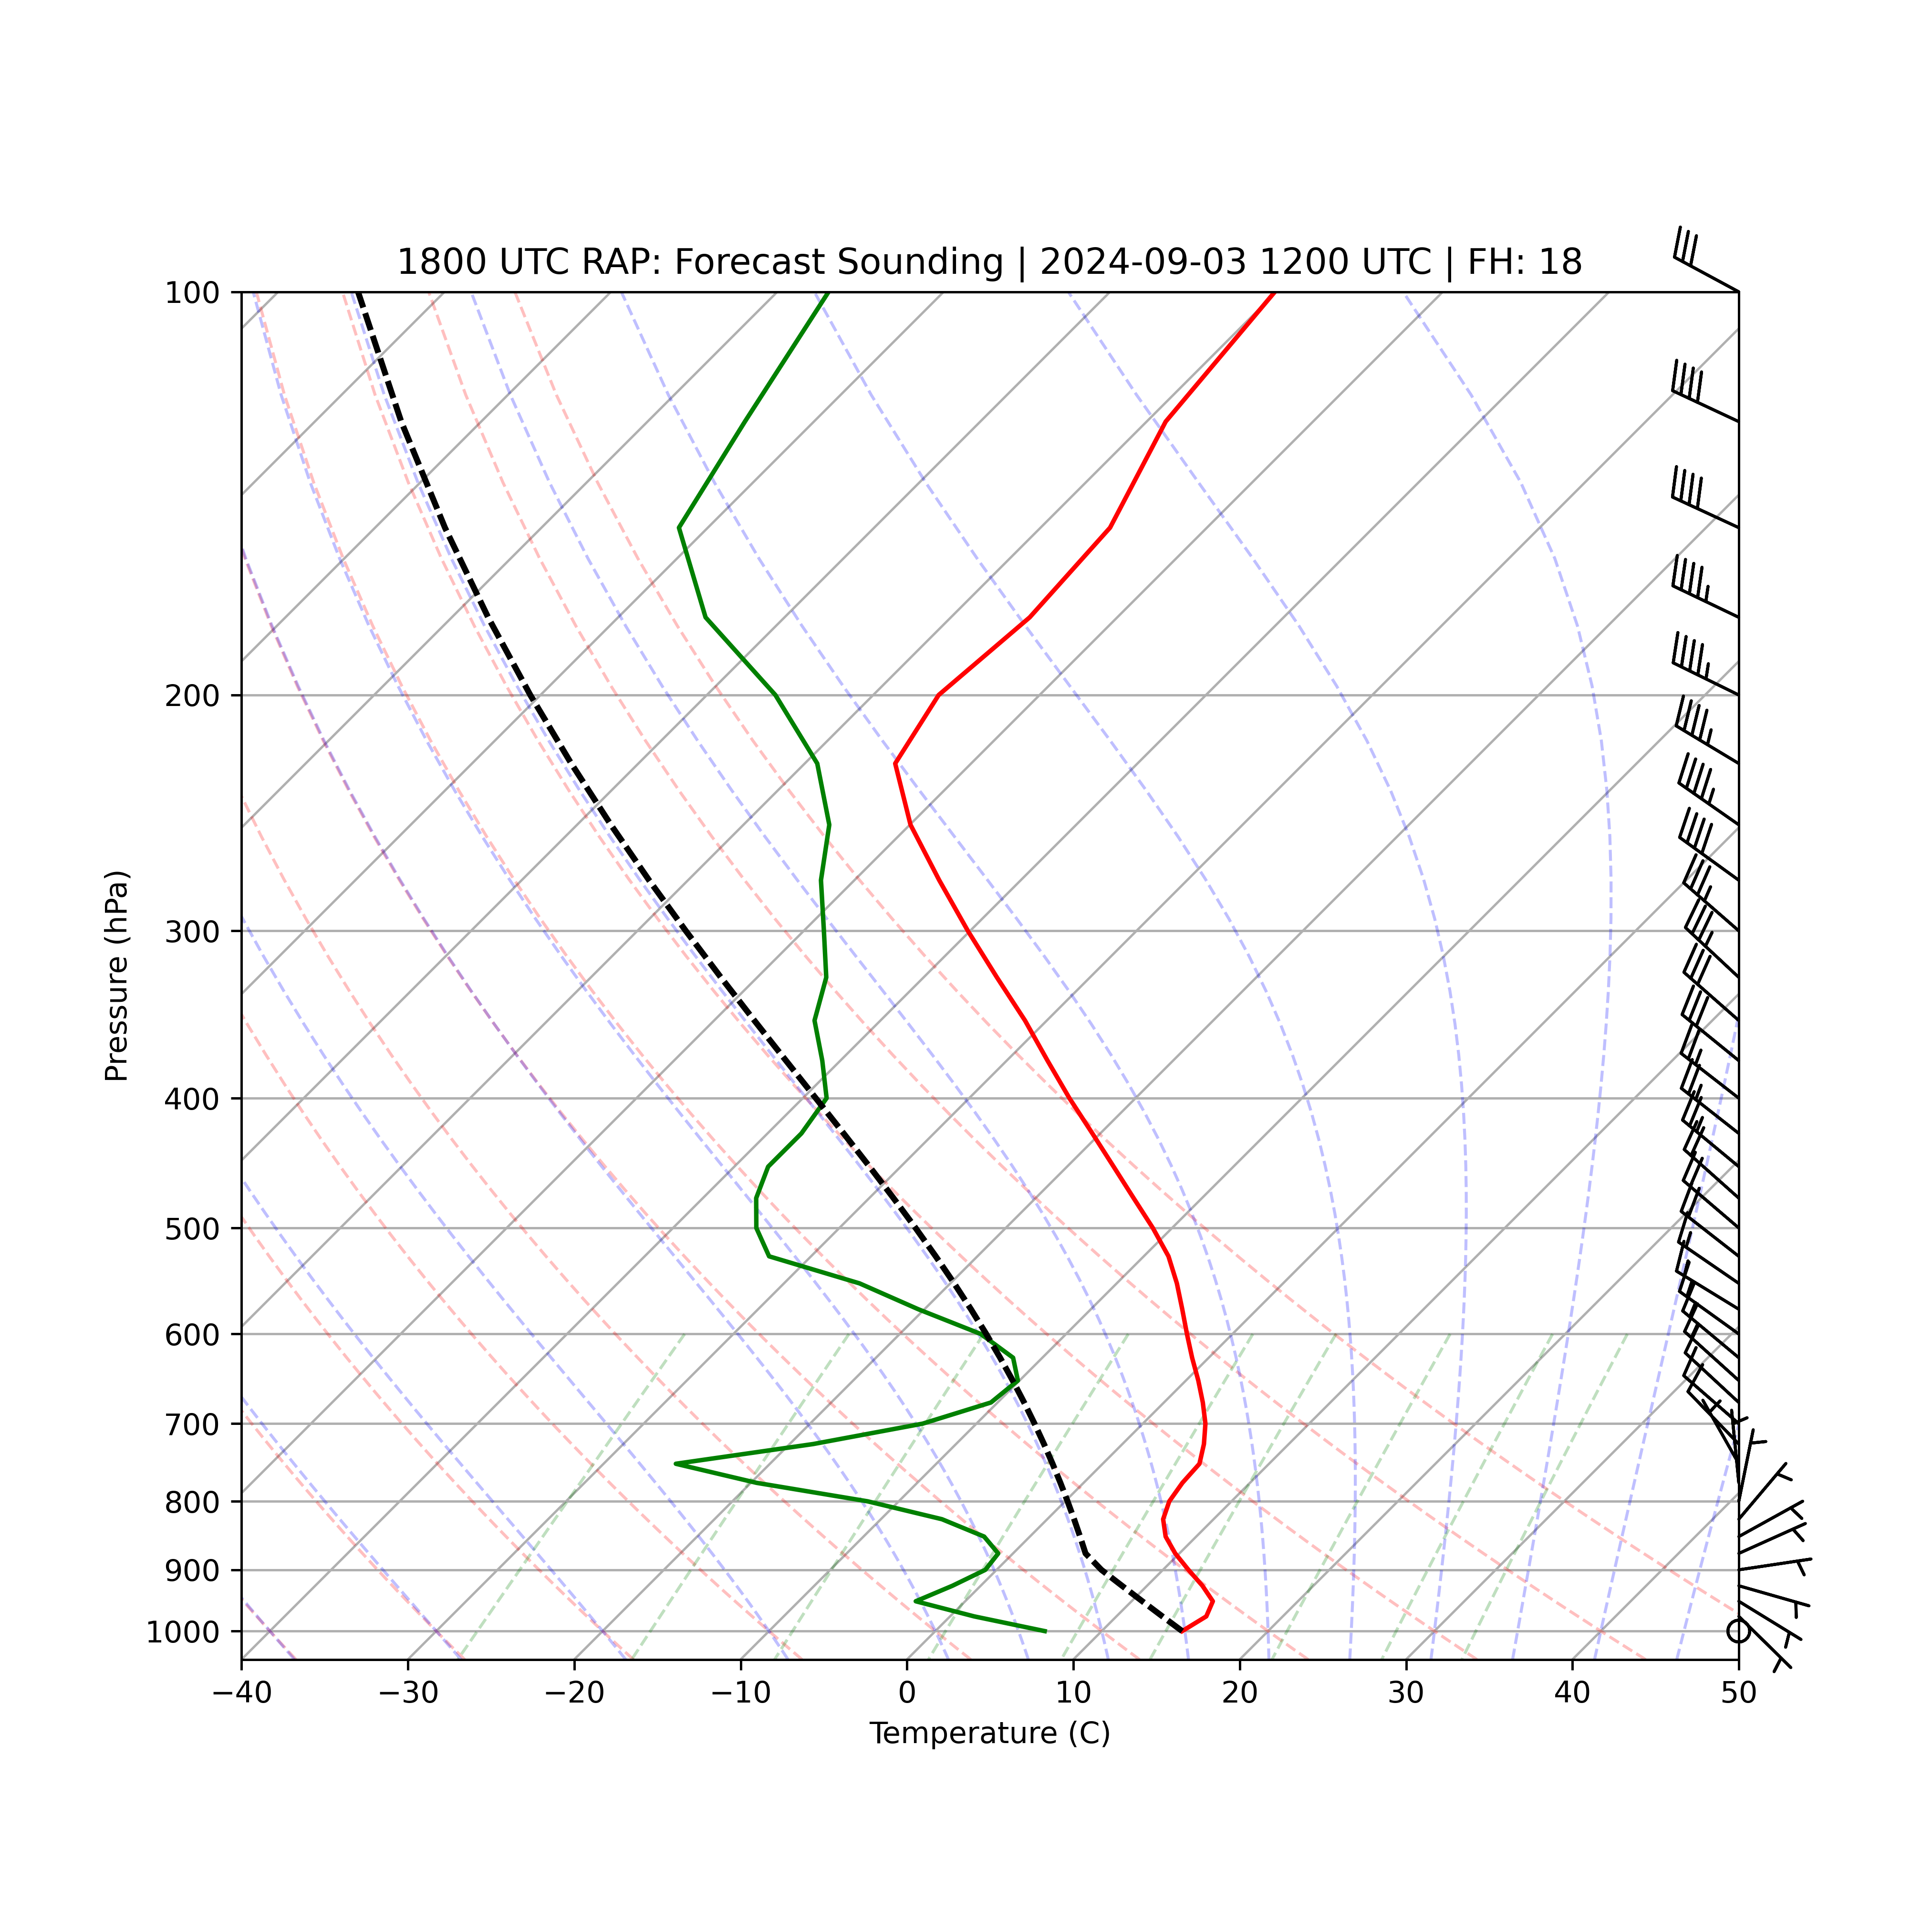 1800 UTC RAP: Forecast Sounding | 2024-09-03 1200 UTC | FH: 18
100
200
300
400
500
600
700
800
900
1000
Pressure (hPa)
−40 −30 −20 −10 0 10 20 30 40 50
Temperature (C)